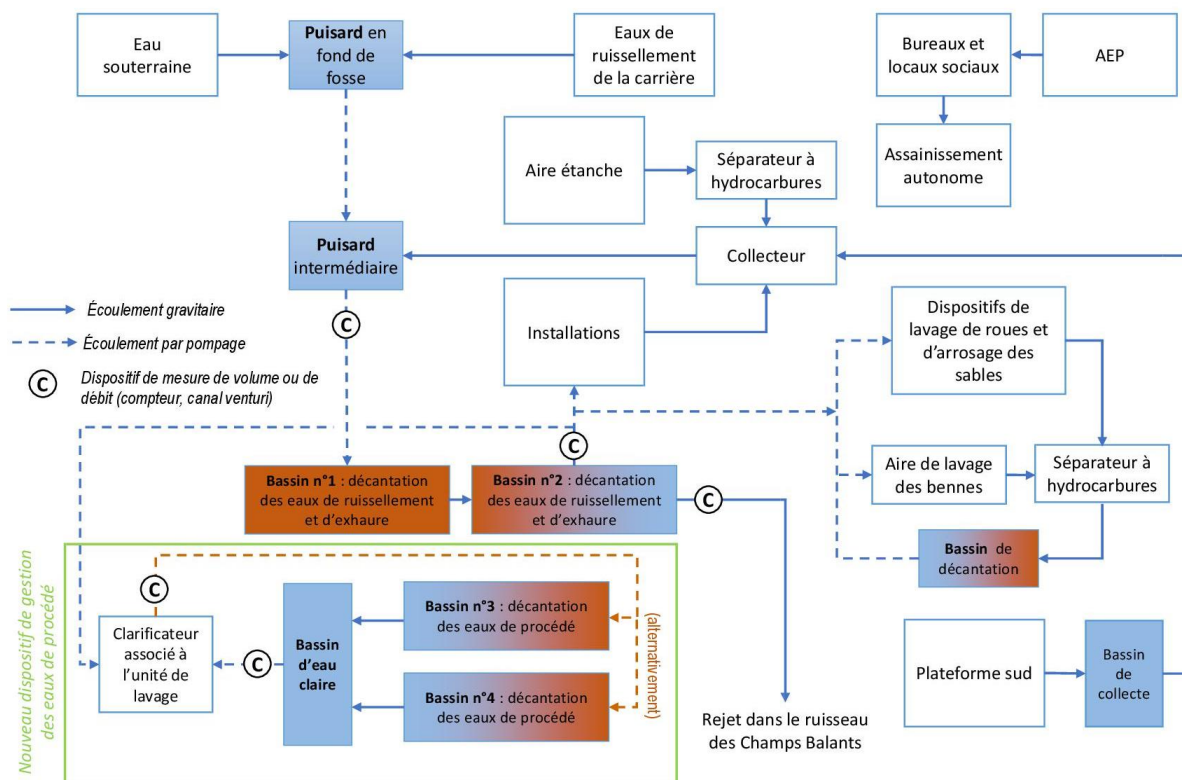 Eau
souterraine
Puisard en
fond de
fosse
Eaux de
ruissellement
de la carrière
Bureaux et
locaux sociaux
AEP
Aire étanche
Séparateur à
hydrocarbures
Assainissement
autonome
Puisard
intermédiaire
Collecteur
Écoulement gravitaire
Écoulement par pompage
C
Dispositif de mesure de volume ou de
débit (compteur, canal venturi)
C
Installations
Dispositifs de
lavage de roues et
d'arrosage des
sables
C
Bassin n°1 : décantation
des eaux de ruissellement
et d'exhaure
Bassin n°2 : décantation
des eaux de ruissellement
et d'exhaure
C
Aire de lavage
des bennes
Séparateur à
hydrocarbures
Bassin de
décantation
Nouveau dispositif de gestion
des eaux de procédé
C
Clarificateur
associé à
l'unité de
lavage
C
Bassin
d'eau
claire
Bassin n°3 : décantation
des eaux de procédé
Bassin n°4 : décantation
des eaux de procédé
(alternativement)
Rejet dans le ruisseau
des Champs Balants
Plateforme sud
Bassin
de
collecte